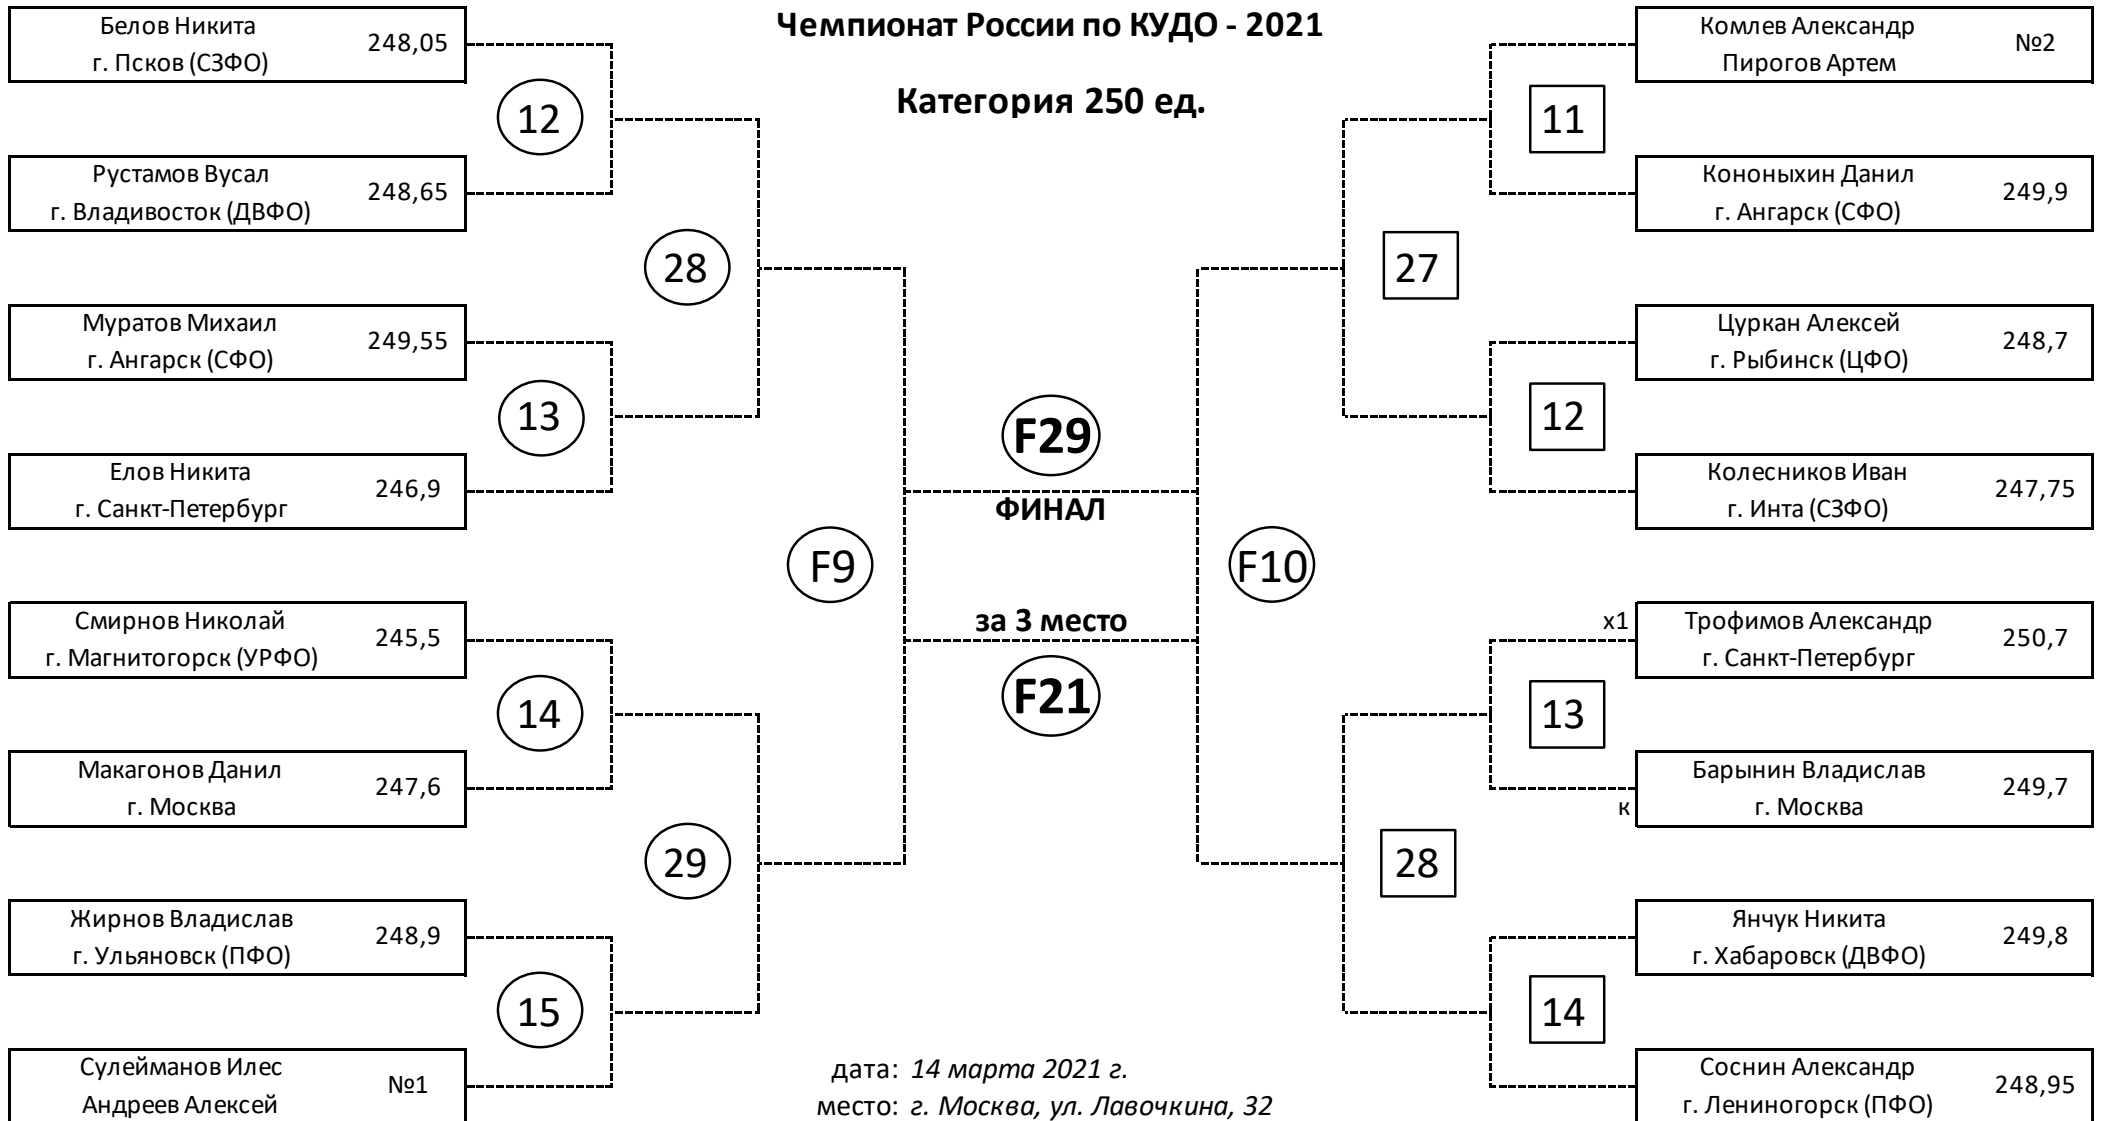 Чемпионат России по КУДО - 2021
Категория 250 ед.
Белов Никита
г. Псков (СЗФО)
248,05
12
Рустамов Вусал
г. Владивосток (ДВФО)
248,65
28
Муратов Михаил
г. Ангарск (СФО)
249,55
13
Елов Никита
г. Санкт-Петербург
246,9
F9
Смирнов Николай
г. Магнитогорск (УРФО)
245,5
14
Макагонов Данил
г. Москва
247,6
29
Жирнов Владислав
г. Ульяновск (ПФО)
248,9
15
Сулейманов Илес
Андреев Алексей
№1
F29
ФИНАЛ
за 3 место
F21
дата: 14 марта 2021 г.
место: г. Москва, ул. Лавочкина, 32
Комлев Александр
Пирогов Артем
№2
11
Кононыхин Данил
г. Ангарск (СФО)
249,9
27
Цуркан Алексей
г. Рыбинск (ЦФО)
248,7
12
Колесников Иван
г. Инта (СЗФО)
247,75
F10
х1
Трофимов Александр
г. Санкт-Петербург
250,7
13
Барынин Владислав
г. Москва
249,7
к
28
Янчук Никита
г. Хабаровск (ДВФО)
249,8
14
Соснин Александр
г. Лениногорск (ПФО)
248,95